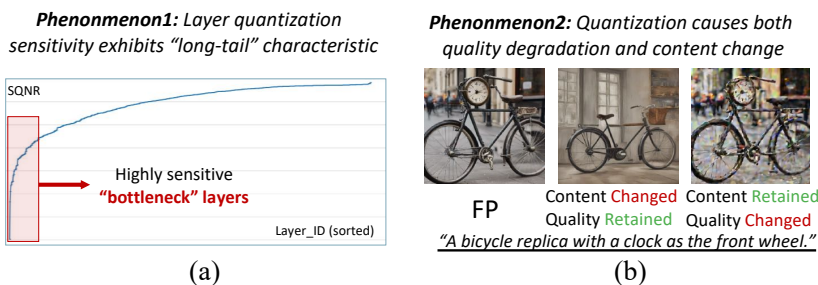 Phenonmenon1: Layer quantization
sensitivity exhibits “long-tail” characteristic
SQNR
Highly sensitive
“bottleneck” layers
Layer_ID (sorted)
(a)
Phenonmenon2: Quantization causes both
quality degradation and content change
FP
Content Changed
Quality Retained
Content Retained
Quality Changed
“A bicycle replica with a clock as the front wheel.”
(b)